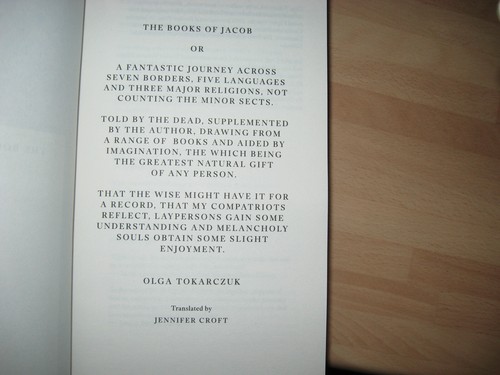 THE BOOKS OF JACOB
OR
A FANTASTIC JOURNEY ACROSS
SEVEN BORDERS, FIVE LANGUAGES
AND THREE MAJOR RELIGIONS, NOT
COUNTING THE MINOR SECTS.
TOLD BY THE DEAD, SUPPLEMENTED
BY THE AUTHOR, DRAWING FROM
A RANGE OF BOOKS AND AIDED BY
IMAGINATION, THE WHICH BEING
THE GREATEST NATURAL GIFT
OF ANY PERSON.
THAT THE WISE MIGHT HAVE IT FOR
A RECORD, THAT MY COMPATRIOTS
REFLECT, LAYPERSONS GAIN SOME
UNDERSTANDING AND MELANCHOLY
SOULS OBTAIN SOME SLIGHT
ENJOYMENT.
OLGA TOKARCZUK
Translated by
JENNIFER CROFT